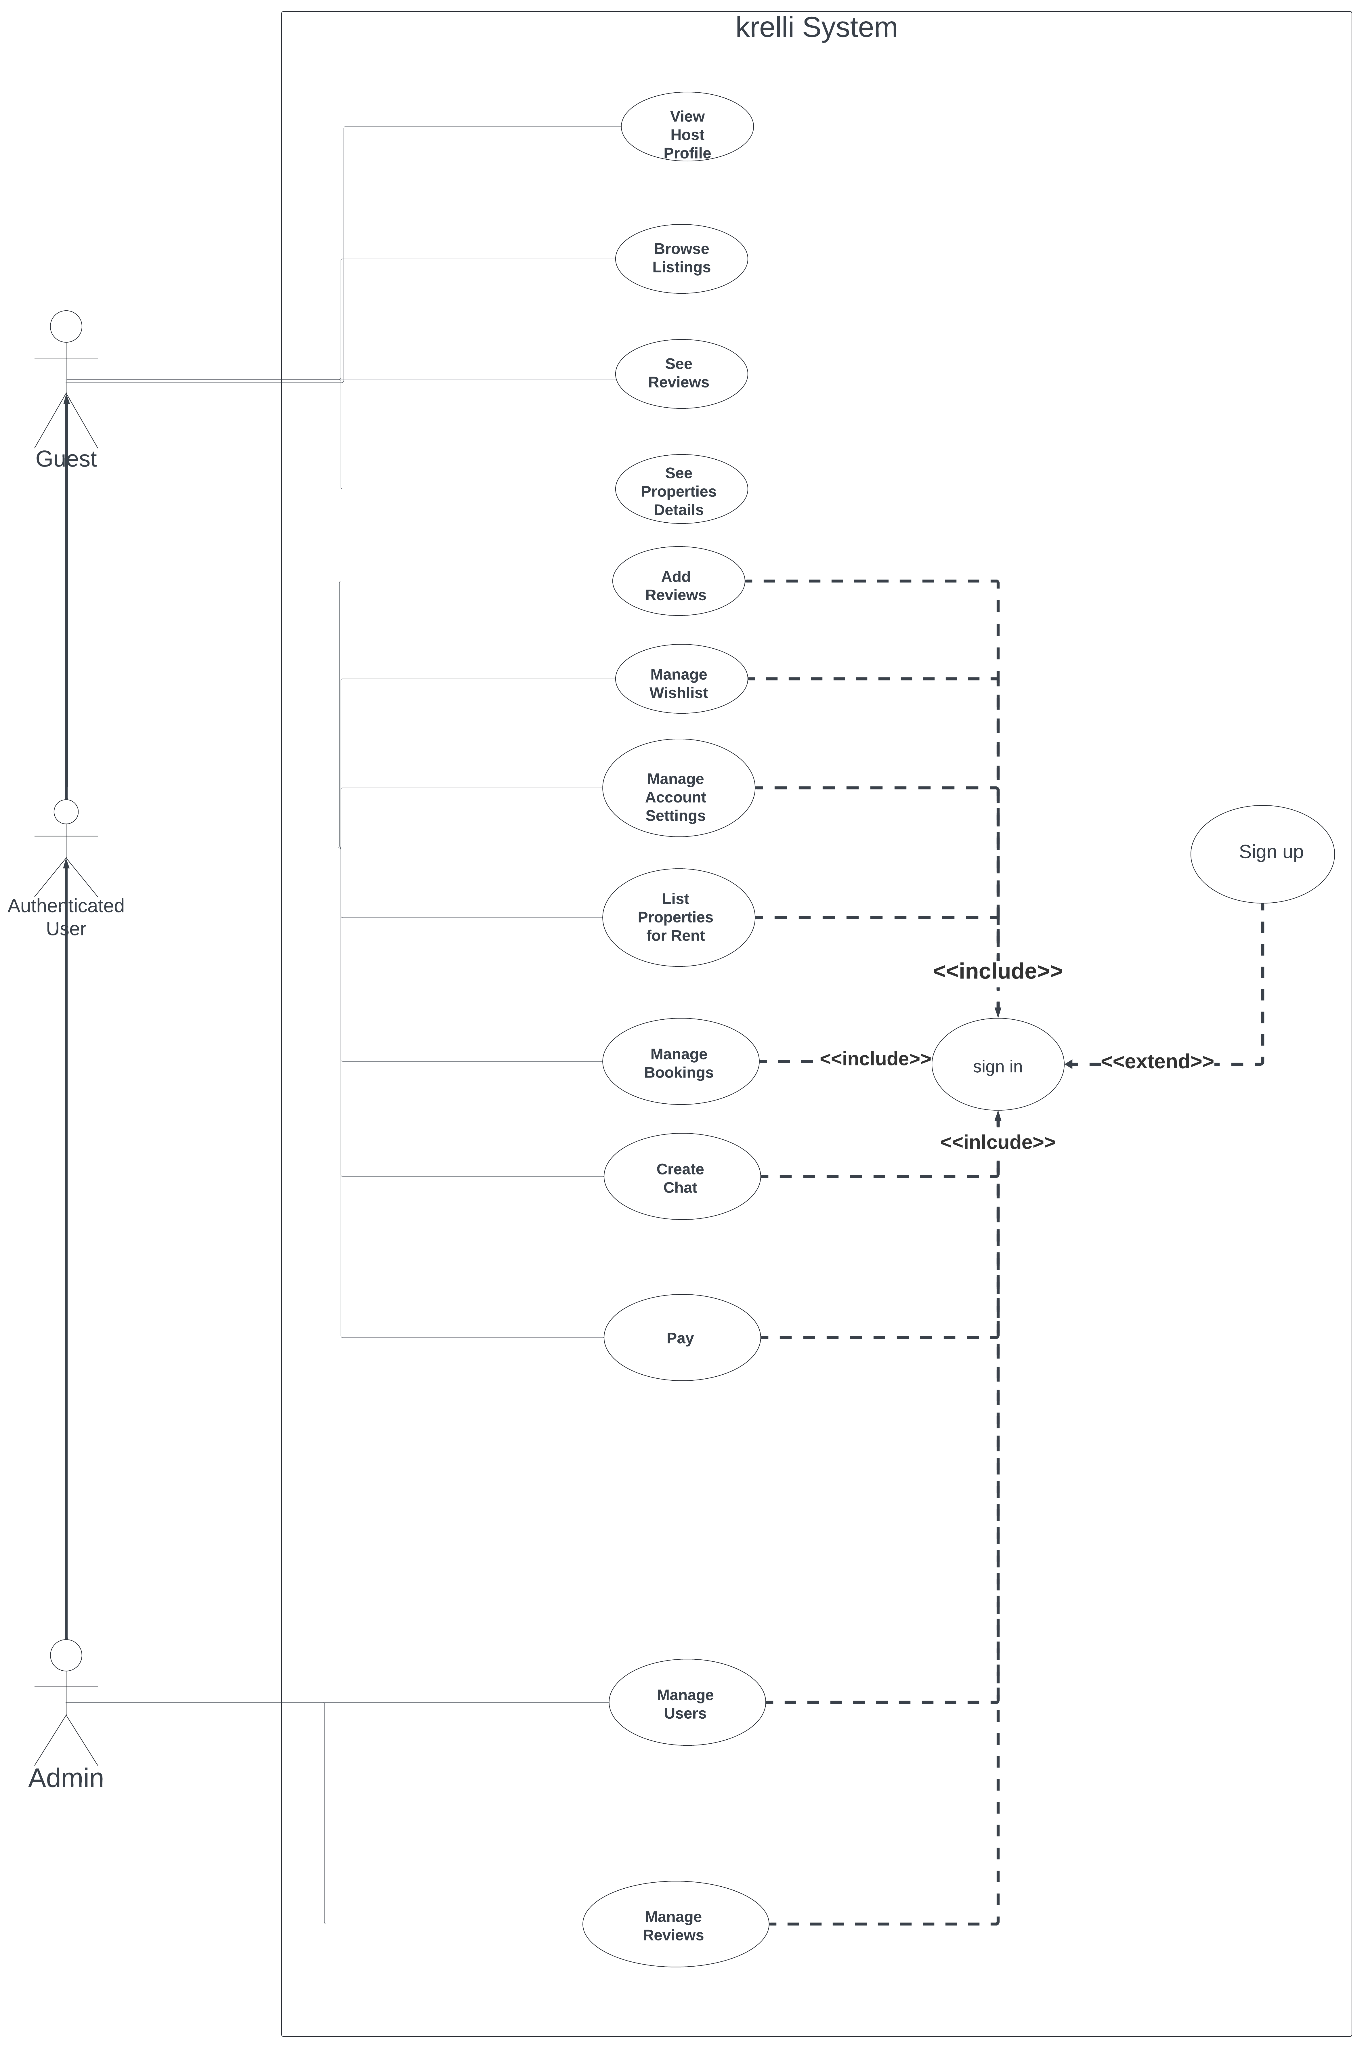 krelli System
View
Host
Profile
Browse
Listings
See
Reviews
Guest
See
Properties
Details
Add
Reviews
Manage
Wishlist
Manage
Account
Settings
Sign up
Authenticated
User
List
Properties
for Rent
<<include>>
Manage
Bookings
<<include>>
sign in
<<extend>>
<<inlcude>>
Create
Chat
Pay
Manage
Users
Admin
Manage
Reviews